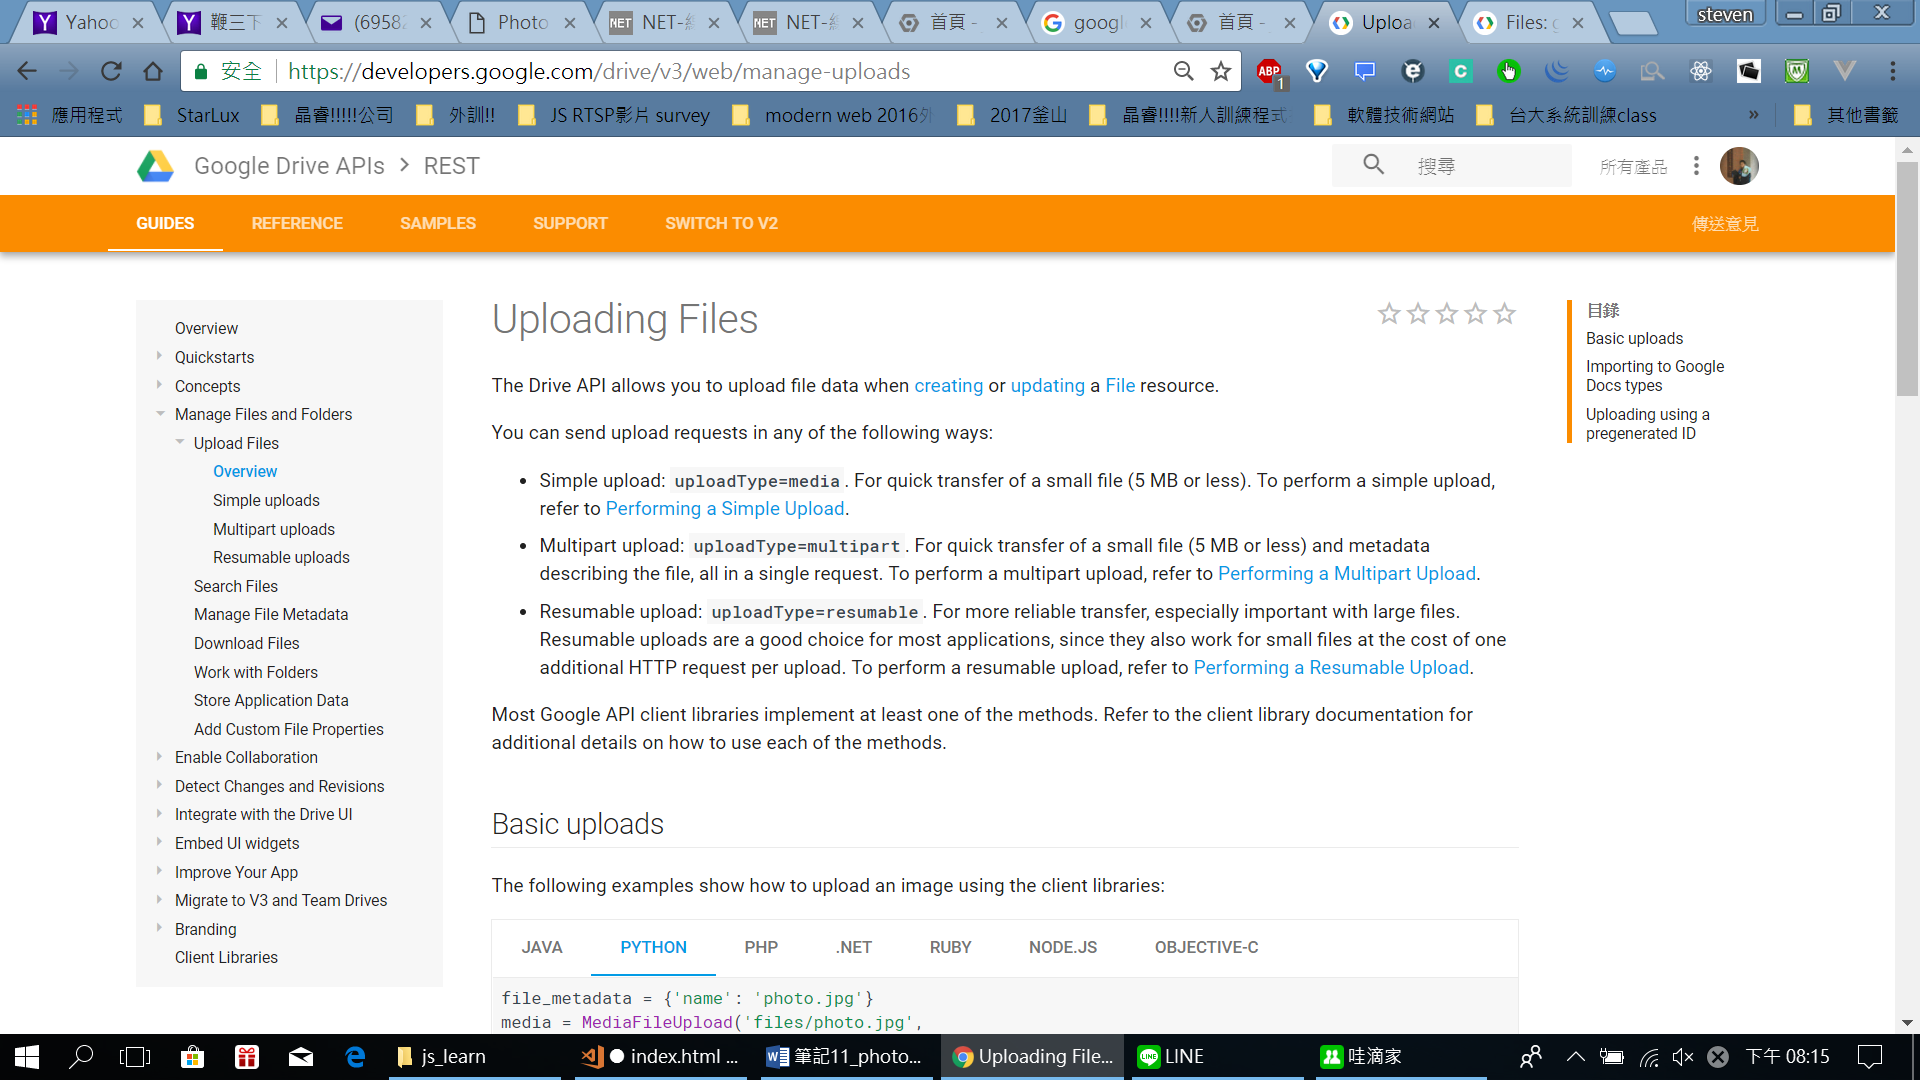 Yahoo
鞭三下
(69582
Photo
NET-
NET-
首頁 -
googl
首頁 -
Uploa
Files: g
steven
安全
https://developers.google.com/drive/v3/web/manage-uploads
ABP
1
應用程式
StarLux
晶睿!!!!!公司
外訓!!
JS RTSP影片 survey
modern web 2016外
2017釜山
晶睿!!!!新人訓練程式
軟體技術網站
台大系統訓練class
»
其他書籤
Google Drive APIs > REST
搜尋
所有產品
GUIDES
REFERENCE
SAMPLES
SUPPORT
SWITCH TO V2
傳送意見
Overview
Quickstarts
Concepts
Manage Files and Folders
Upload Files
Overview
Simple uploads
Multipart uploads
Resumable uploads
Search Files
Manage File Metadata
Download Files
Work with Folders
Store Application Data
Add Custom File Properties
Enable Collaboration
Detect Changes and Revisions
Integrate with the Drive UI
Embed UI widgets
Improve Your App
Migrate to V3 and Team Drives
Branding
Client Libraries
Uploading Files
The Drive API allows you to upload file data when creating or updating a File resource.
You can send upload requests in any of the following ways:
• Simple upload: uploadType=media. For quick transfer of a small file (5 MB or less). To perform a simple upload,
refer to Performing a Simple Upload.
• Multipart upload: uploadType=multipart. For quick transfer of a small file (5 MB or less) and metadata
describing the file, all in a single request. To perform a multipart upload, refer to Performing a Multipart Upload.
• Resumable upload: uploadType=resumable. For more reliable transfer, especially important with large files.
Resumable uploads are a good choice for most applications, since they also work for small files at the cost of one
additional HTTP request per upload. To perform a resumable upload, refer to Performing a Resumable Upload.
Most Google API client libraries implement at least one of the methods. Refer to the client library documentation for
additional details on how to use each of the methods.
Basic uploads
The following examples show how to upload an image using the client libraries:
JAVA
PYTHON
PHP
.NET
RUBY
NODE.JS
OBJECTIVE-C
file_metadata = {'name': 'photo.jpg'}
media = MediaFileUpload('files/photo.jpg',
目錄
Basic uploads
Importing to Google
Docs types
Uploading using a
pregenerated ID
js_learn
● index.html ...
筆記11_photo...
Uploading File...
LINE
哇滴家
下午 08:15